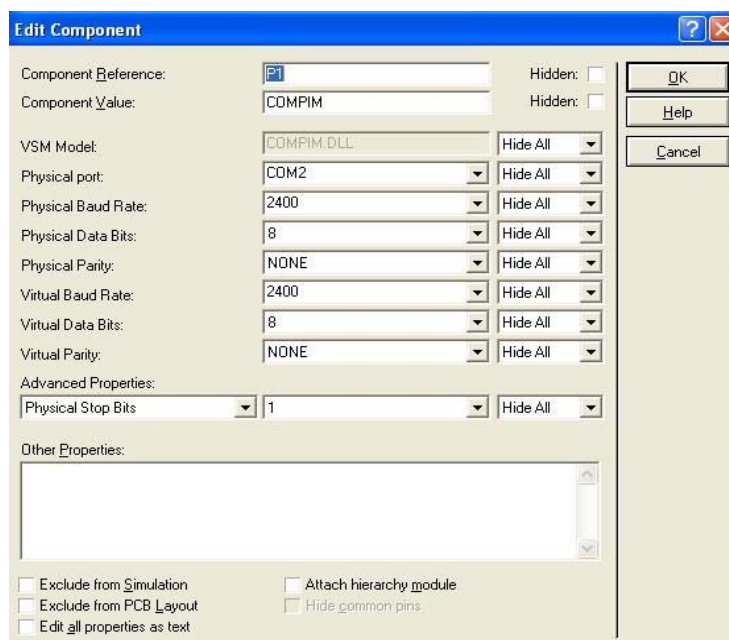 Edit Component
Component Reference: P1 Hidden: OK
Component Value: COMPIM Hidden: Help
VSM Model: COMPIM.DLL Hide All Cancel
Physical port: COM2 Hide All
Physical Baud Rate: 2400 Hide All
Physical Data Bits: 8 Hide All
Physical Parity: NONE Hide All
Virtual Baud Rate: 2400 Hide All
Virtual Data Bits: 8 Hide All
Virtual Parity: NONE Hide All
Advanced Properties:
Physical Stop Bits 1 Hide All
Other Properties:
Exclude from Simulation Attach hierarchy module
Exclude from PCB Layout Hide common pins
Edit all properties as text